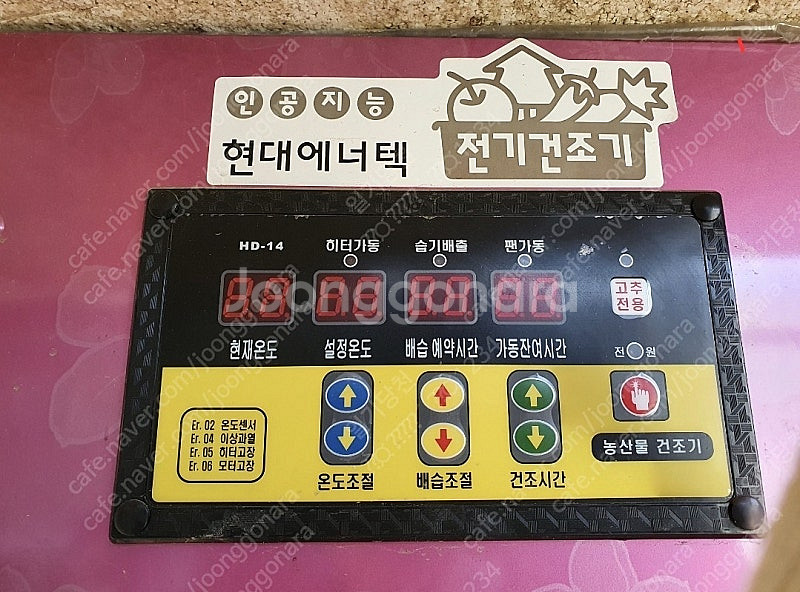 인공지능
현대에너텍
전기건조기
HD-14 히터가동 습기배출 팬가동
고추
전용
현재온도 설정온도 배습 예약시간 가동잔여시간
전원
Er. 02 온도센서
Er. 04 이상과열
Er. 05 히터고장
Er. 06 모터고장
농산물 건조기
온도조절 배습조절 건조시간
Joonggonara
cafe.naver.com/joonggonara